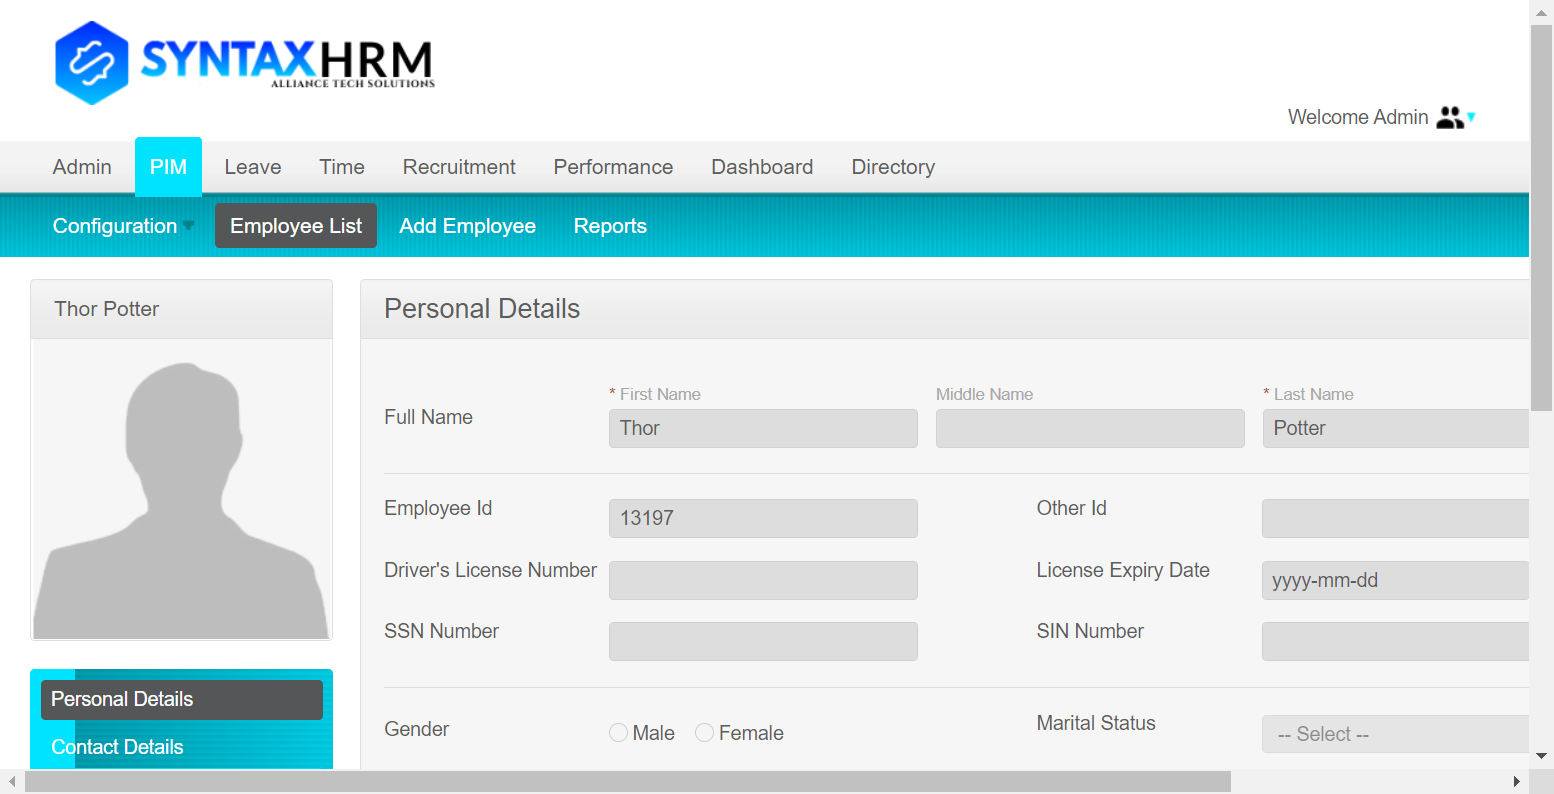 SYNTAXHRM
ALLIANCE TECH SOLUTIONS
Welcome Admin
Admin PIM Leave Time Recruitment Performance Dashboard Directory
Configuration Employee List Add Employee Reports
Thor Potter
Personal Details
* First Name Middle Name * Last Name
Full Name Thor Potter
Employee Id 13197 Other Id
Driver's License Number License Expiry Date yyyy-mm-dd
SSN Number SIN Number
Gender Male Female Marital Status -- Select --
Personal Details
Contact Details